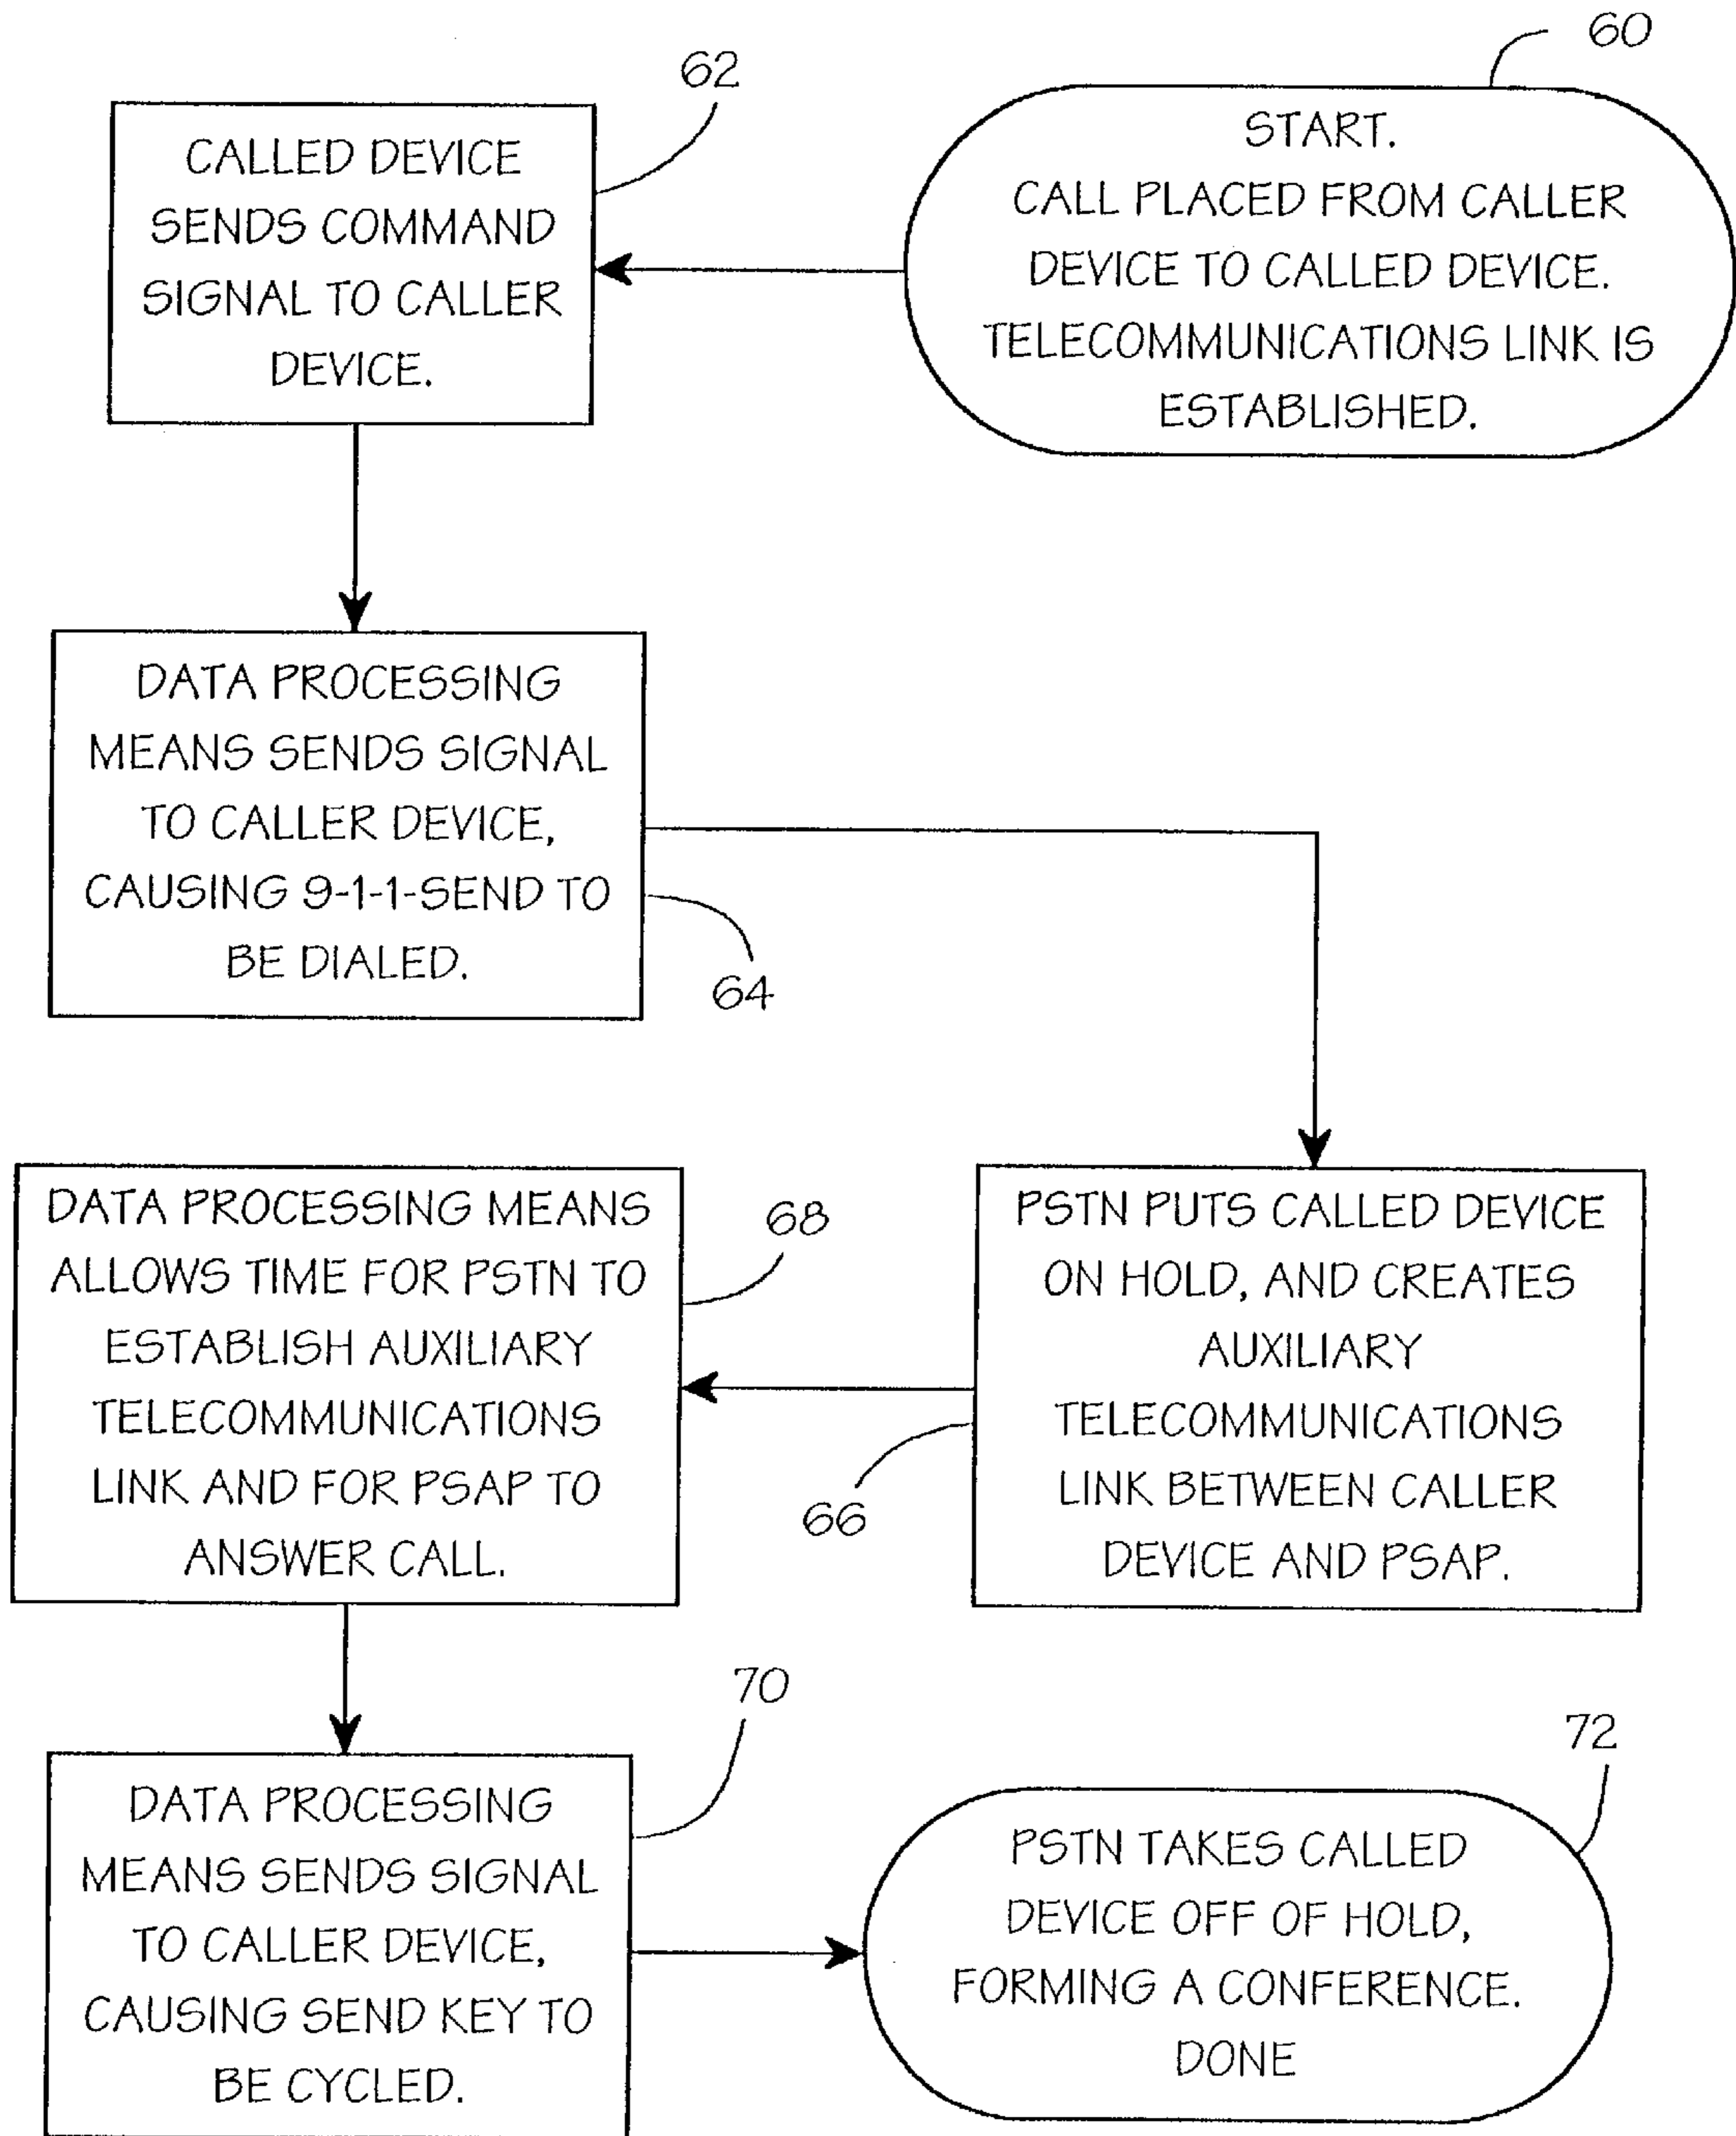 60
START.
CALL PLACED FROM CALLER
DEVICE TO CALLED DEVICE.
TELECOMMUNICATIONS LINK IS
ESTABLISHED.
62
CALLED DEVICE
SENDS COMMAND
SIGNAL TO CALLER
DEVICE.
DATA PROCESSING
MEANS SENDS SIGNAL
TO CALLER DEVICE,
CAUSING 9-1-1-SEND TO
BE DIALED.
64
PSTN PUTS CALLED DEVICE
ON HOLD, AND CREATES
AUXILIARY
TELECOMMUNICATIONS
LINK BETWEEN CALLER
DEVICE AND PSAP.
66
DATA PROCESSING MEANS
ALLOWS TIME FOR PSTN TO
ESTABLISH AUXILIARY
TELECOMMUNICATIONS
LINK AND FOR PSAP TO
ANSWER CALL.
68
DATA PROCESSING
MEANS SENDS SIGNAL
TO CALLER DEVICE,
CAUSING SEND KEY TO
BE CYCLED.
70
72
PSTN TAKES CALLED
DEVICE OFF OF HOLD,
FORMING A CONFERENCE.
DONE